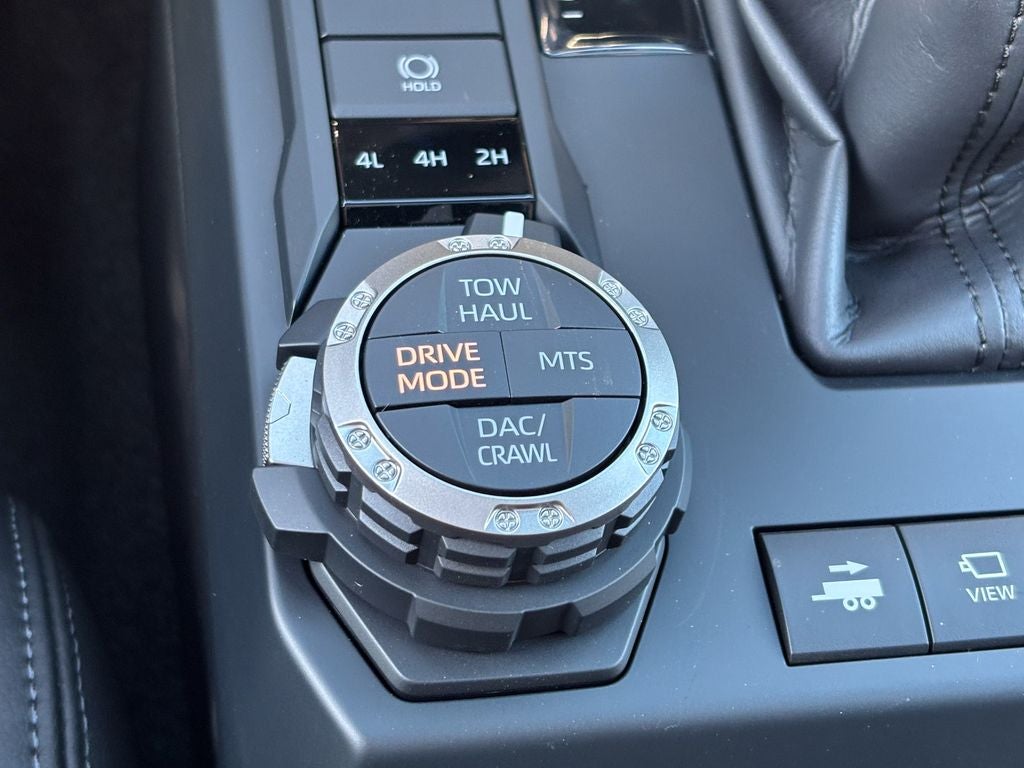 HOLD
4L 4H 2H
TOW
HAUL
DRIVE
MODE
MTS
DAC/
CRAWL
VIEW